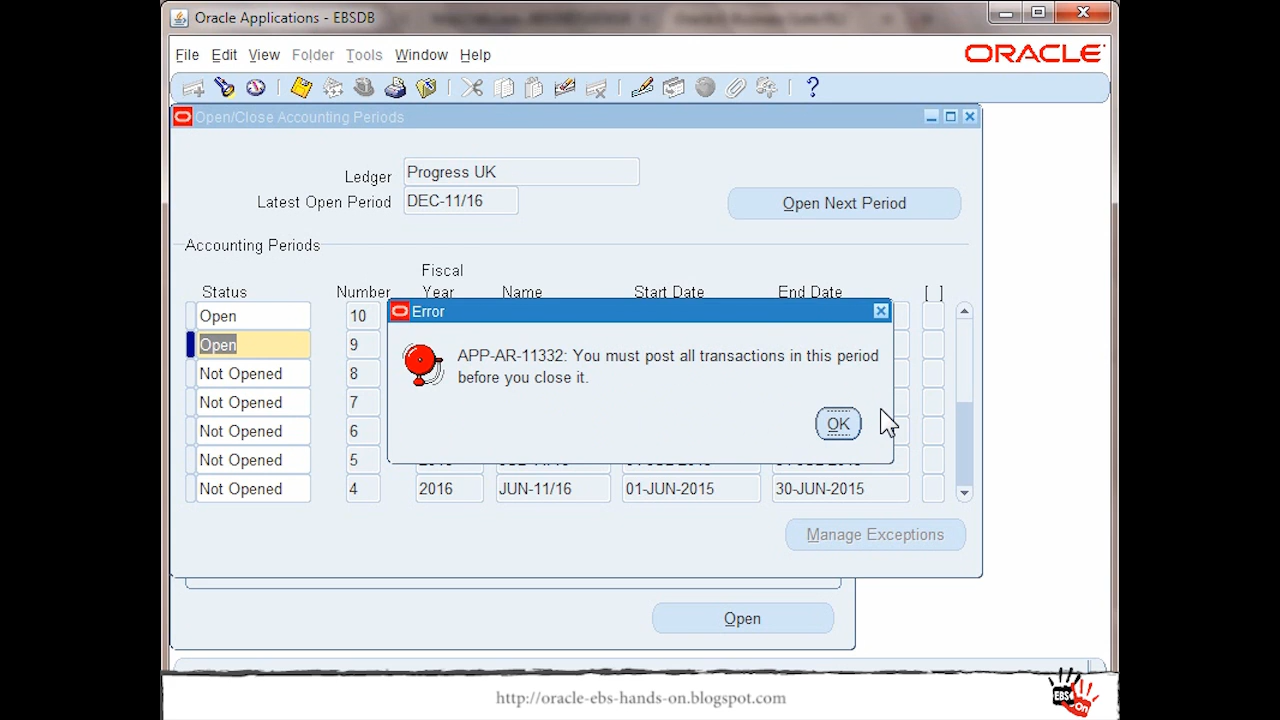 Oracle Applications - EBSDB
File Edit View Folder Tools Window Help
ORACLE
?
Open/Close Accounting Periods
Ledger Progress UK
Latest Open Period DEC-11/16
Open Next Period
Accounting Periods
Fiscal
Status Number Year Name Start Date End Date [ ]
Open 10
Error
Open 9
APP-AR-11332: You must post all transactions in this period
before you close it.
Not Opened 8
Not Opened 7
OK
Not Opened 6
Not Opened 5
Not Opened 4 2016 JUN-11/16 01-JUN-2015 30-JUN-2015
Manage Exceptions
Open
http://oracle-ebs-hands-on.blogspot.com
EBS
On